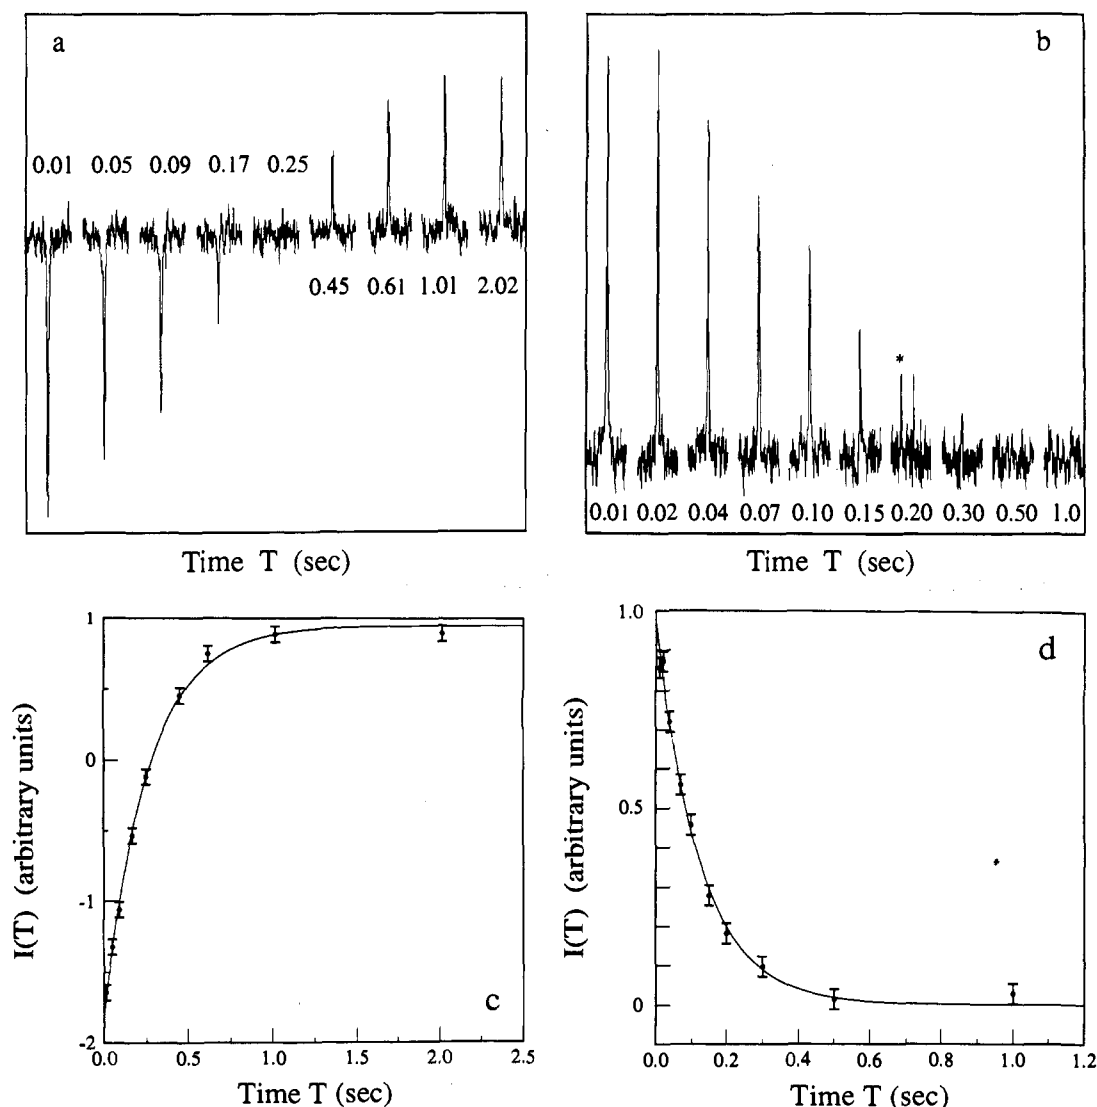 a
0.01 0.05 0.09 0.17 0.25
0.45 0.61 1.01 2.02
Time T (sec)
b
*
0.01 0.02 0.04 0.07 0.10 0.15 0.20 0.30 0.50 1.0
Time T (sec)
1
0
-1
-2
I(T) (arbitrary units)
c
0.0 0.5 1.0 1.5 2.0 2.5
Time T (sec)
1.0
0.5
0
I(T) (arbitrary units)
d
0.0 0.2 0.4 0.6 0.8 1.0 1.2
Time T (sec)